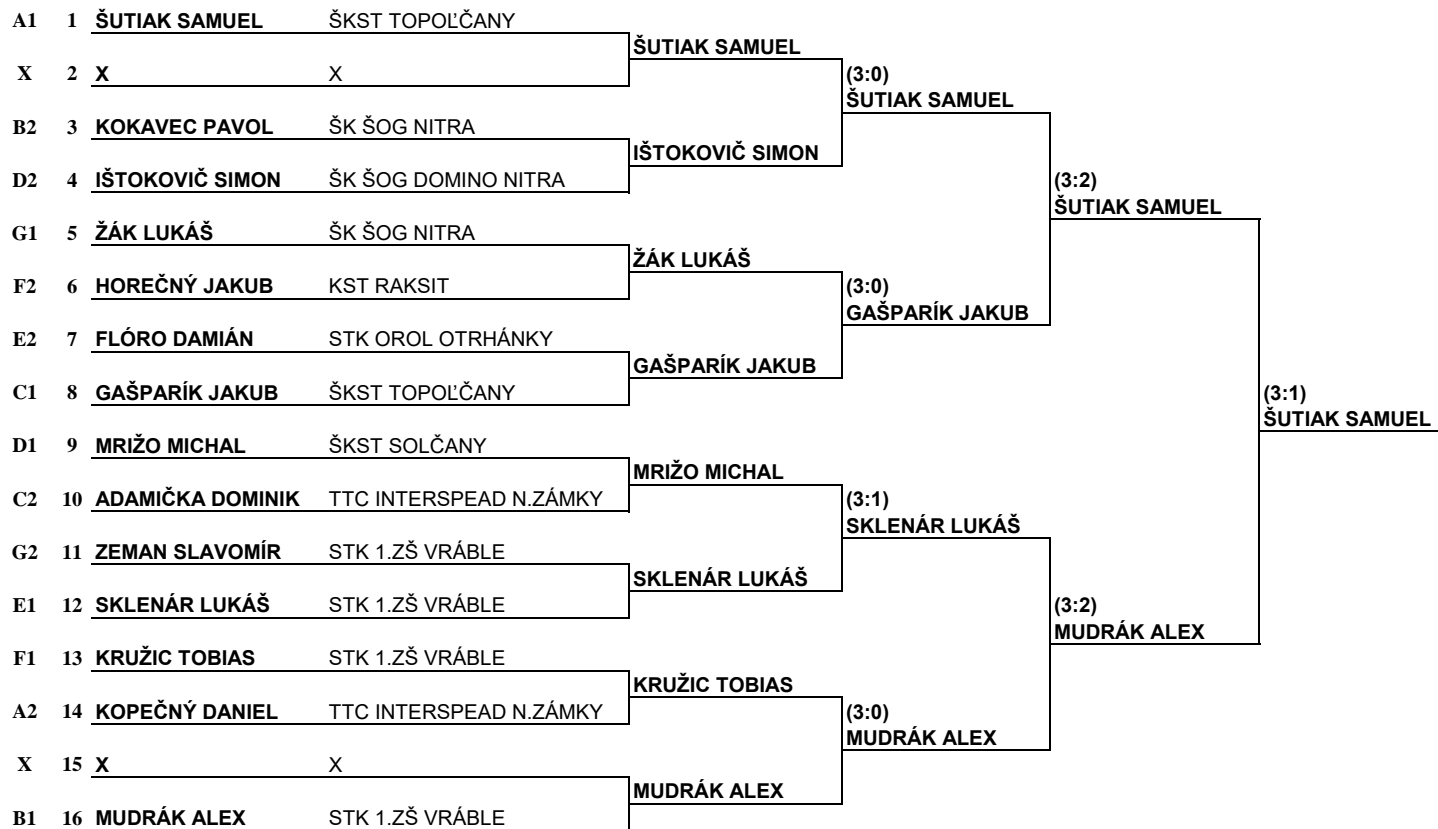 A1 1 ŠUTIAK SAMUEL ŠKST TOPOĽČANY
ŠUTIAK SAMUEL
X 2 X X (3:0)
ŠUTIAK SAMUEL
B2 3 KOKAVEC PAVOL ŠK ŠOG NITRA
IŠTOKOVIČ SIMON
D2 4 IŠTOKOVIČ SIMON ŠK ŠOG DOMINO NITRA (3:2)
ŠUTIAK SAMUEL
G1 5 ŽÁK LUKÁŠ ŠK ŠOG NITRA
ŽÁK LUKÁŠ
F2 6 HOREČNÝ JAKUB KST RAKSIT (3:0)
GAŠPARÍK JAKUB
E2 7 FLÓRO DAMIÁN STK OROL OTRHÁNKY
GAŠPARÍK JAKUB
C1 8 GAŠPARÍK JAKUB ŠKST TOPOĽČANY (3:1)
ŠUTIAK SAMUEL
D1 9 MRIŽO MICHAL ŠKST SOLČANY
MRIŽO MICHAL
C2 10 ADAMIČKA DOMINIK TTC INTERSPEAD N.ZÁMKY (3:1)
SKLENÁR LUKÁŠ
G2 11 ZEMAN SLAVOMÍR STK 1.ZŠ VRÁBLE
SKLENÁR LUKÁŠ
E1 12 SKLENÁR LUKÁŠ STK 1.ZŠ VRÁBLE (3:2)
MUDRÁK ALEX
F1 13 KRUŽIC TOBIAS STK 1.ZŠ VRÁBLE
KRUŽIC TOBIAS
A2 14 KOPEČNÝ DANIEL TTC INTERSPEAD N.ZÁMKY (3:0)
MUDRÁK ALEX
X 15 X X
MUDRÁK ALEX
B1 16 MUDRÁK ALEX STK 1.ZŠ VRÁBLE